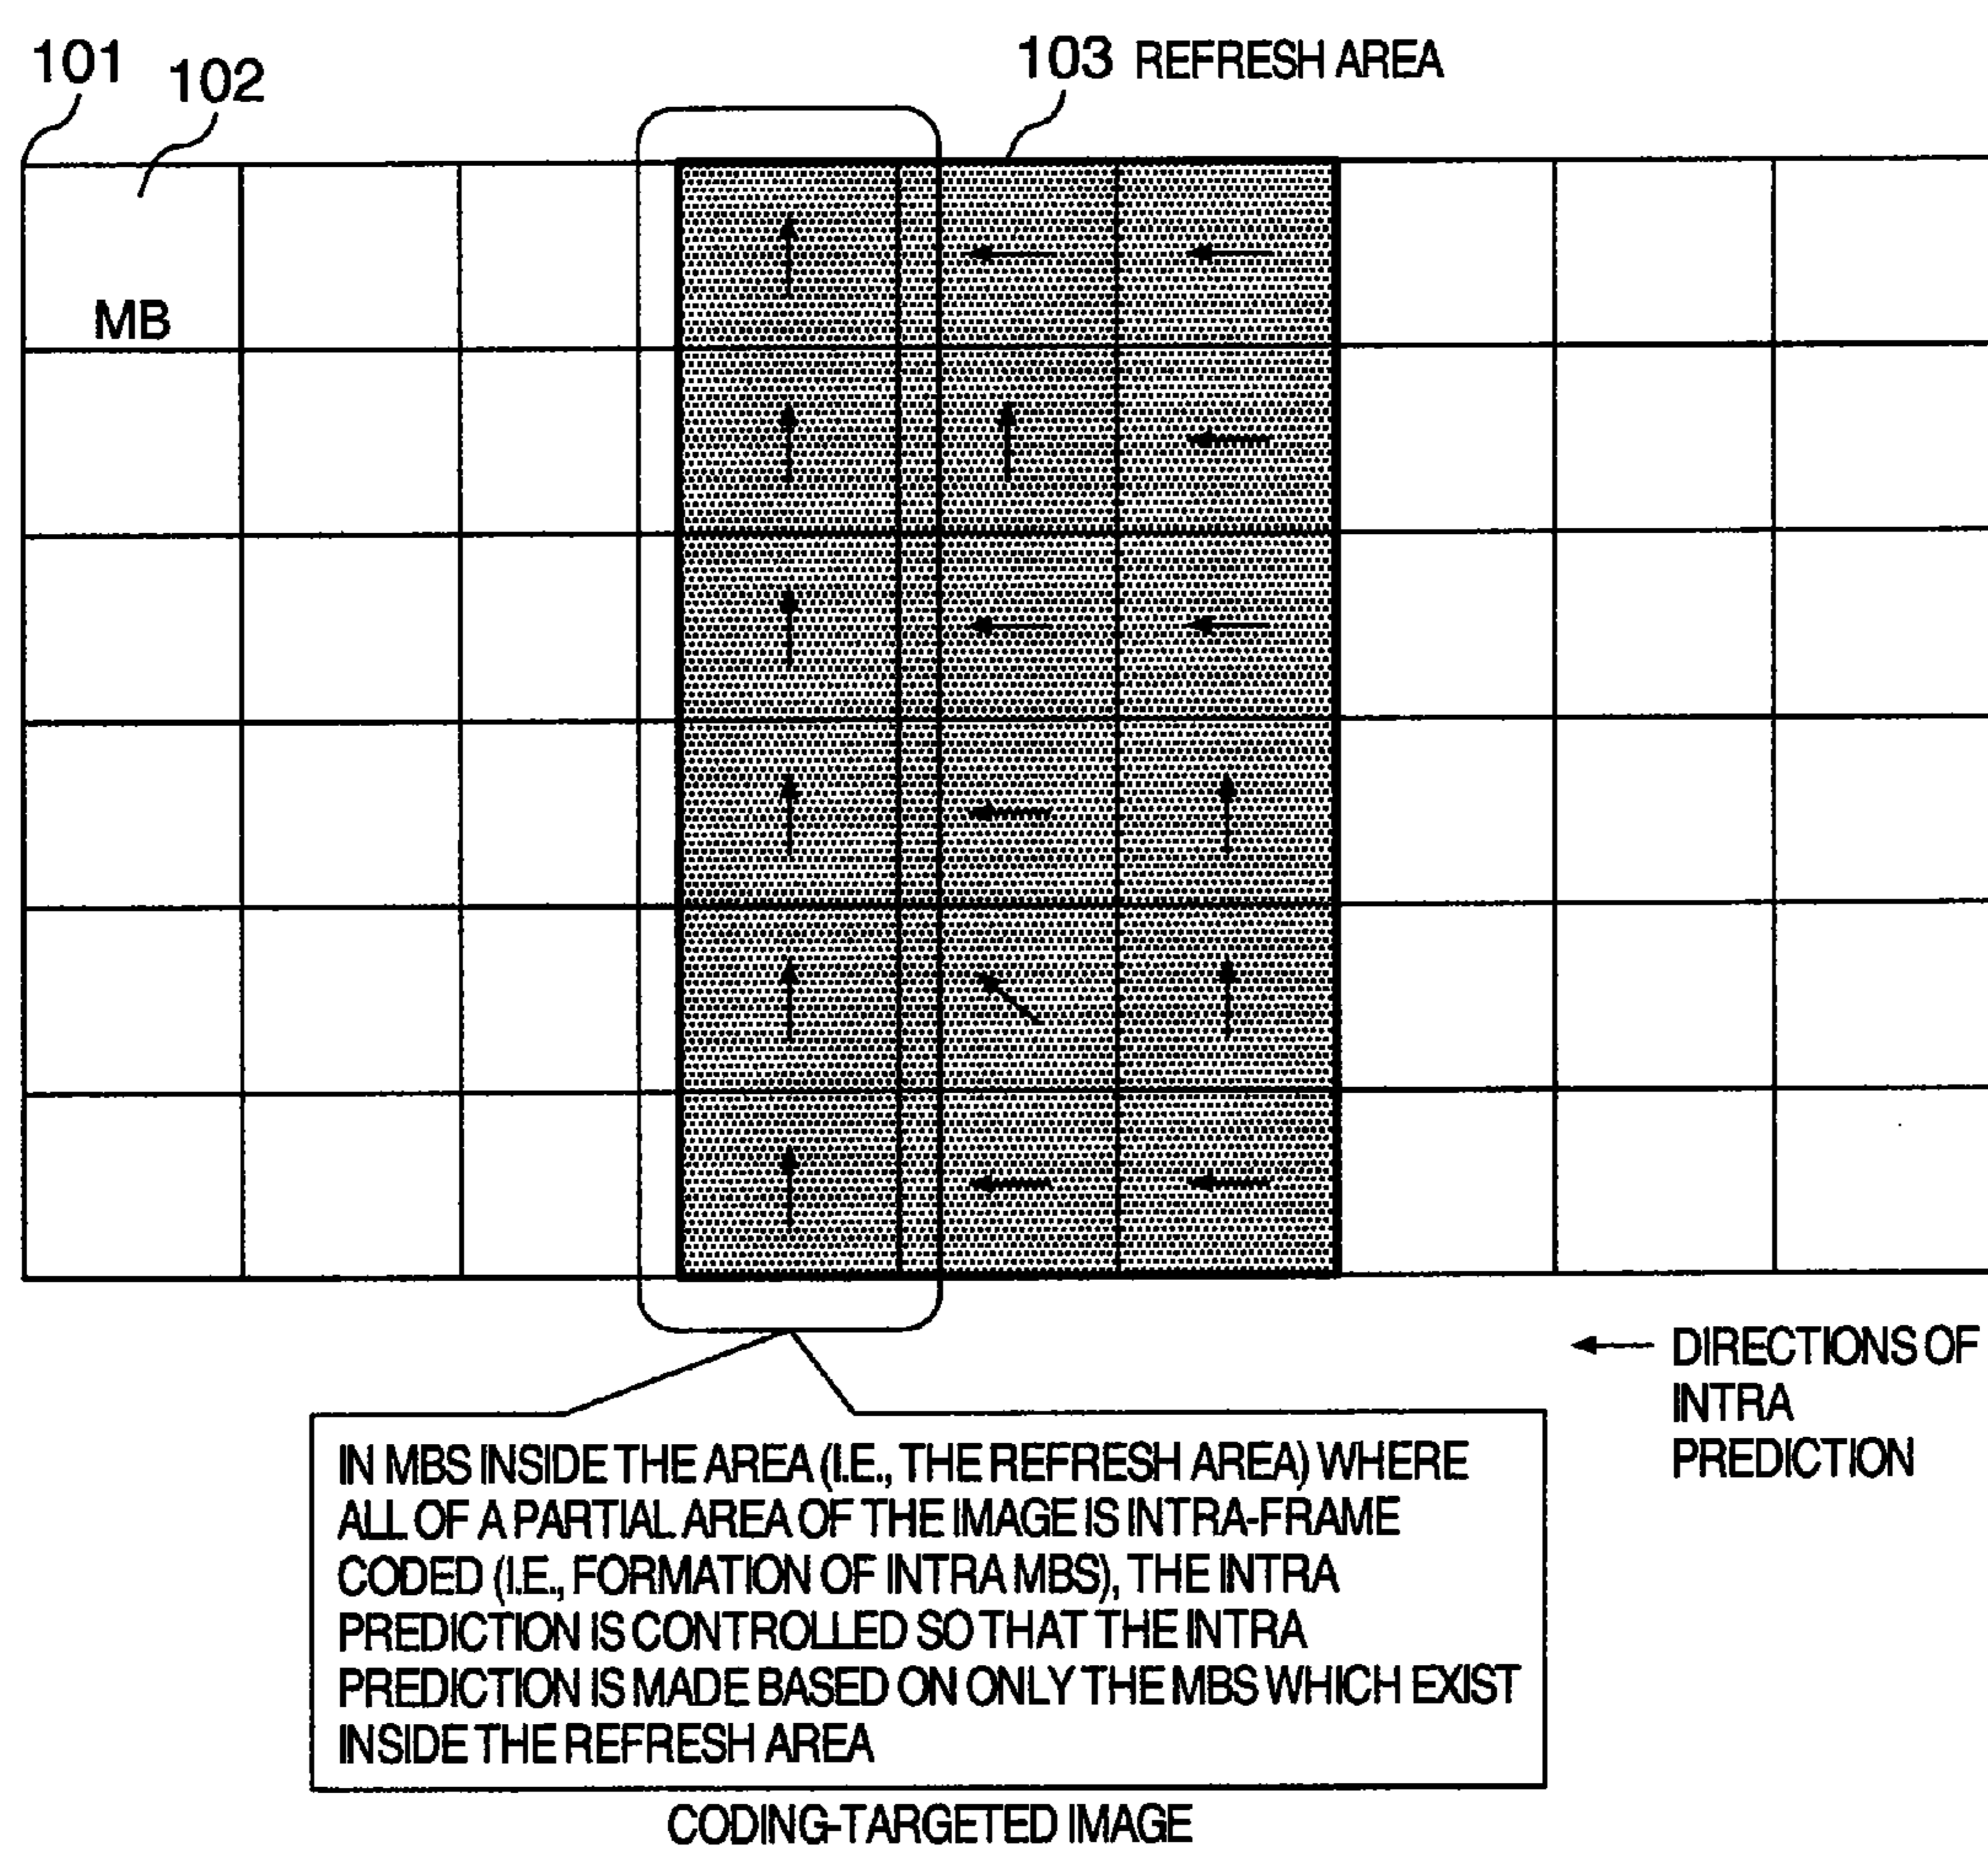 101
102
103 REFRESH AREA
MB
DIRECTIONS OF
INTRA
PREDICTION
IN MBS INSIDE THE AREA (I.E., THE REFRESH AREA) WHERE
ALL OF A PARTIAL AREA OF THE IMAGE IS INTRA-FRAME
CODED (I.E., FORMATION OF INTRA MBS), THE INTRA
PREDICTION IS CONTROLLED SO THAT THE INTRA
PREDICTION IS MADE BASED ON ONLY THE MBS WHICH EXIST
INSIDE THE REFRESH AREA
CODING-TARGETED IMAGE